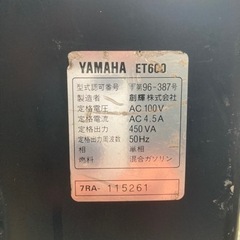 YAMAHA ET600
型式認可番号 第96-387号
製造者 創輝株式会社
定格電圧 AC 100V
定格電流 AC 4.5A
定格出力 450VA
定格出力周波数 50Hz
相 単相
燃料 混合ガソリン
7RA- 115261